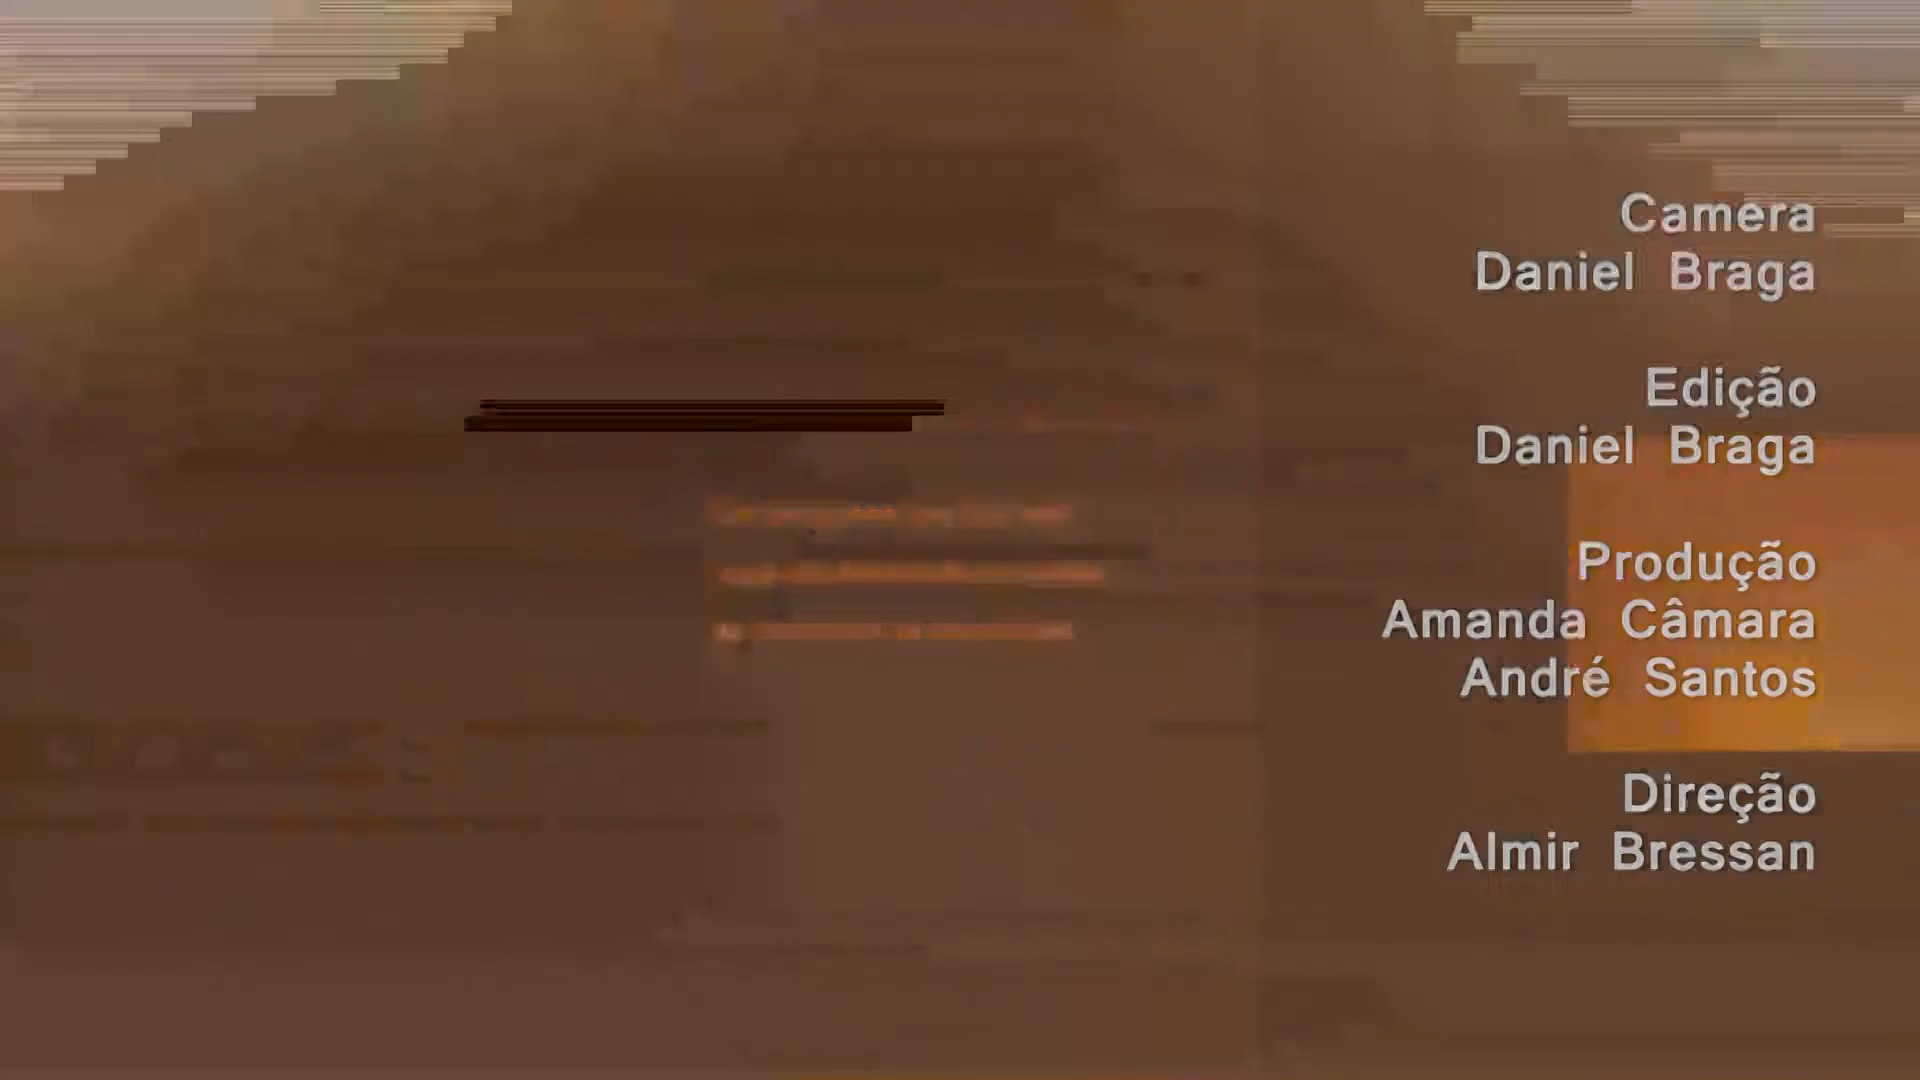 Camera
Daniel Braga
Edição
Daniel Braga
Produção
Amanda Câmara
André Santos
Direção
Almir Bressan